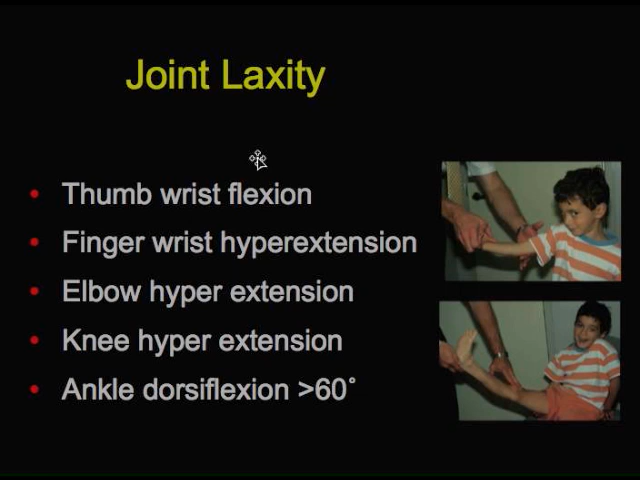 Joint Laxity
• Thumb wrist flexion
• Finger wrist hyperextension
• Elbow hyper extension
• Knee hyper extension
• Ankle dorsiflexion >60°